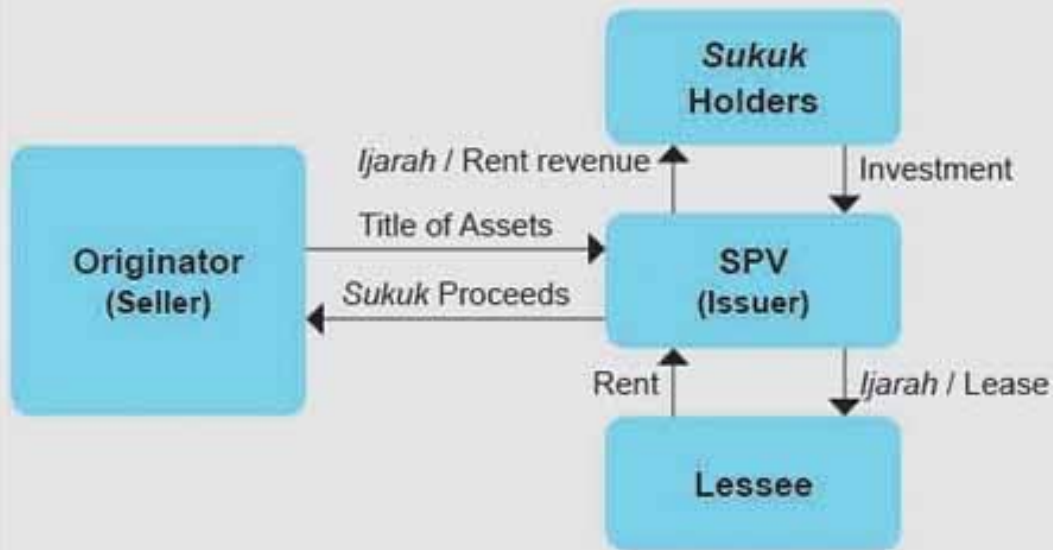 Sukuk
Holders
Ijarah / Rent revenue
Investment
Title of Assets
Originator
(Seller)
SPV
(Issuer)
Sukuk Proceeds
Rent
Ijarah / Lease
Lessee